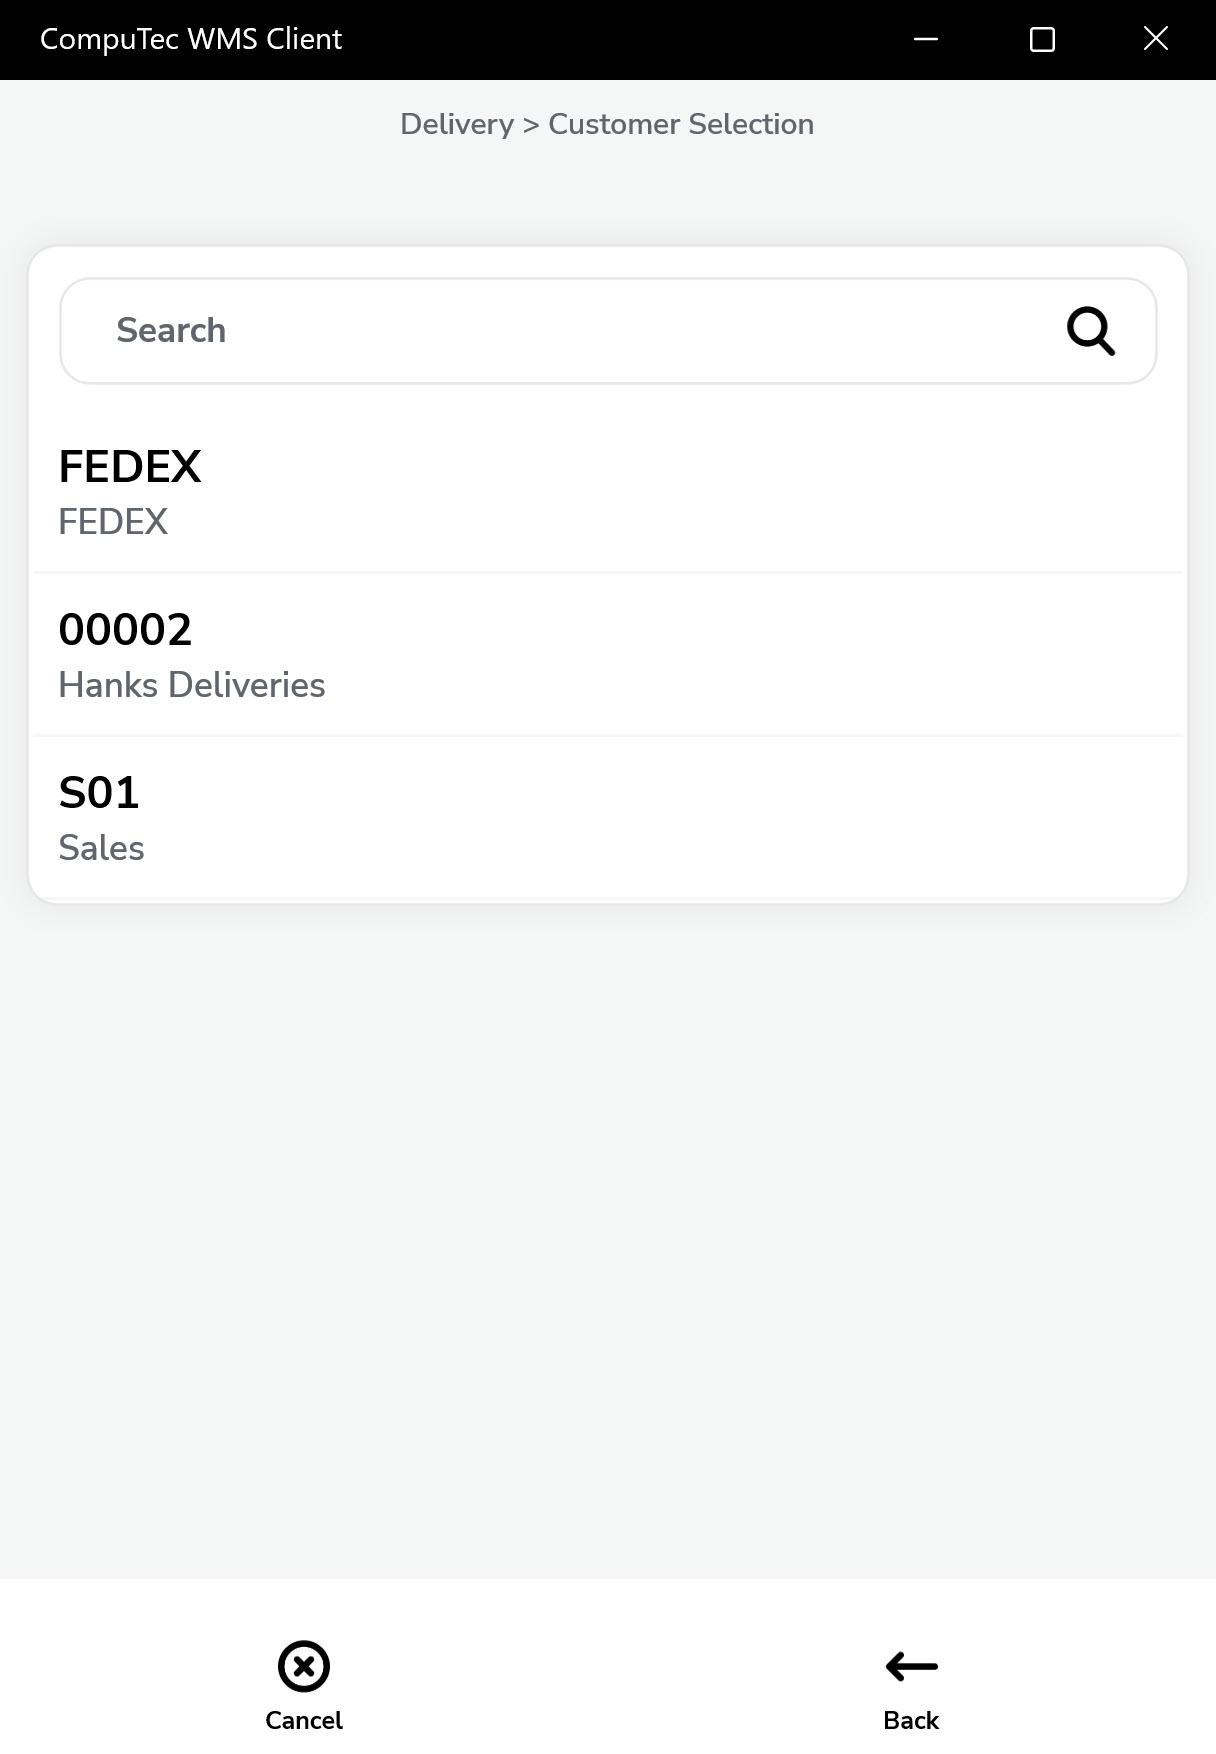 CompuTec WMS Client
Delivery > Customer Selection
Search
FEDEX
FEDEX
00002
Hanks Deliveries
S01
Sales
Cancel
Back